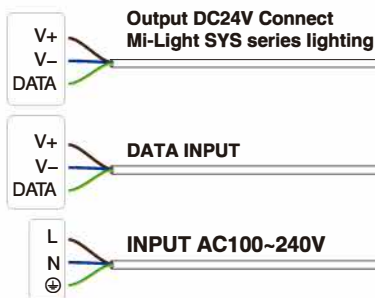 Output DC24V Connect
Mi-Light SYS series lighting
V+
V–
DATA
DATA INPUT
V+
V–
DATA
INPUT AC100~240V
L
N